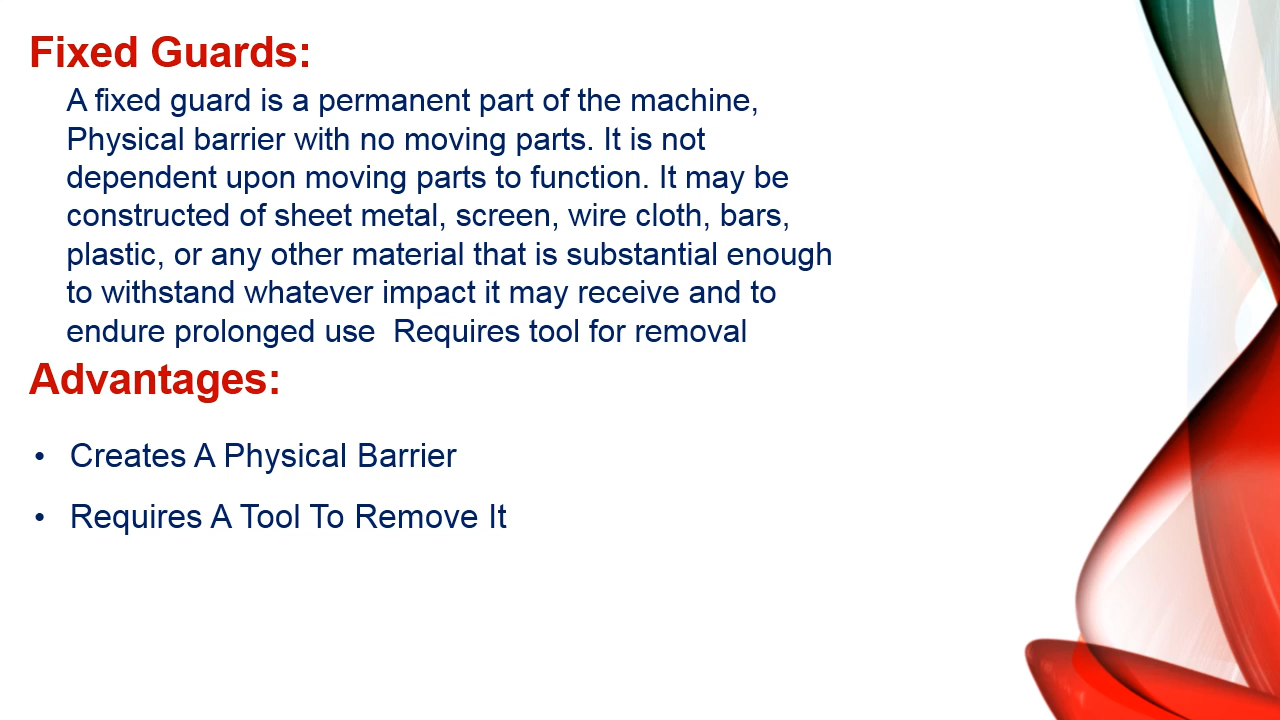 Fixed Guards:
A fixed guard is a permanent part of the machine,
Physical barrier with no moving parts. It is not
dependent upon moving parts to function. It may be
constructed of sheet metal, screen, wire cloth, bars,
plastic, or any other material that is substantial enough
to withstand whatever impact it may receive and to
endure prolonged use  Requires tool for removal
Advantages:
• Creates A Physical Barrier
• Requires A Tool To Remove It